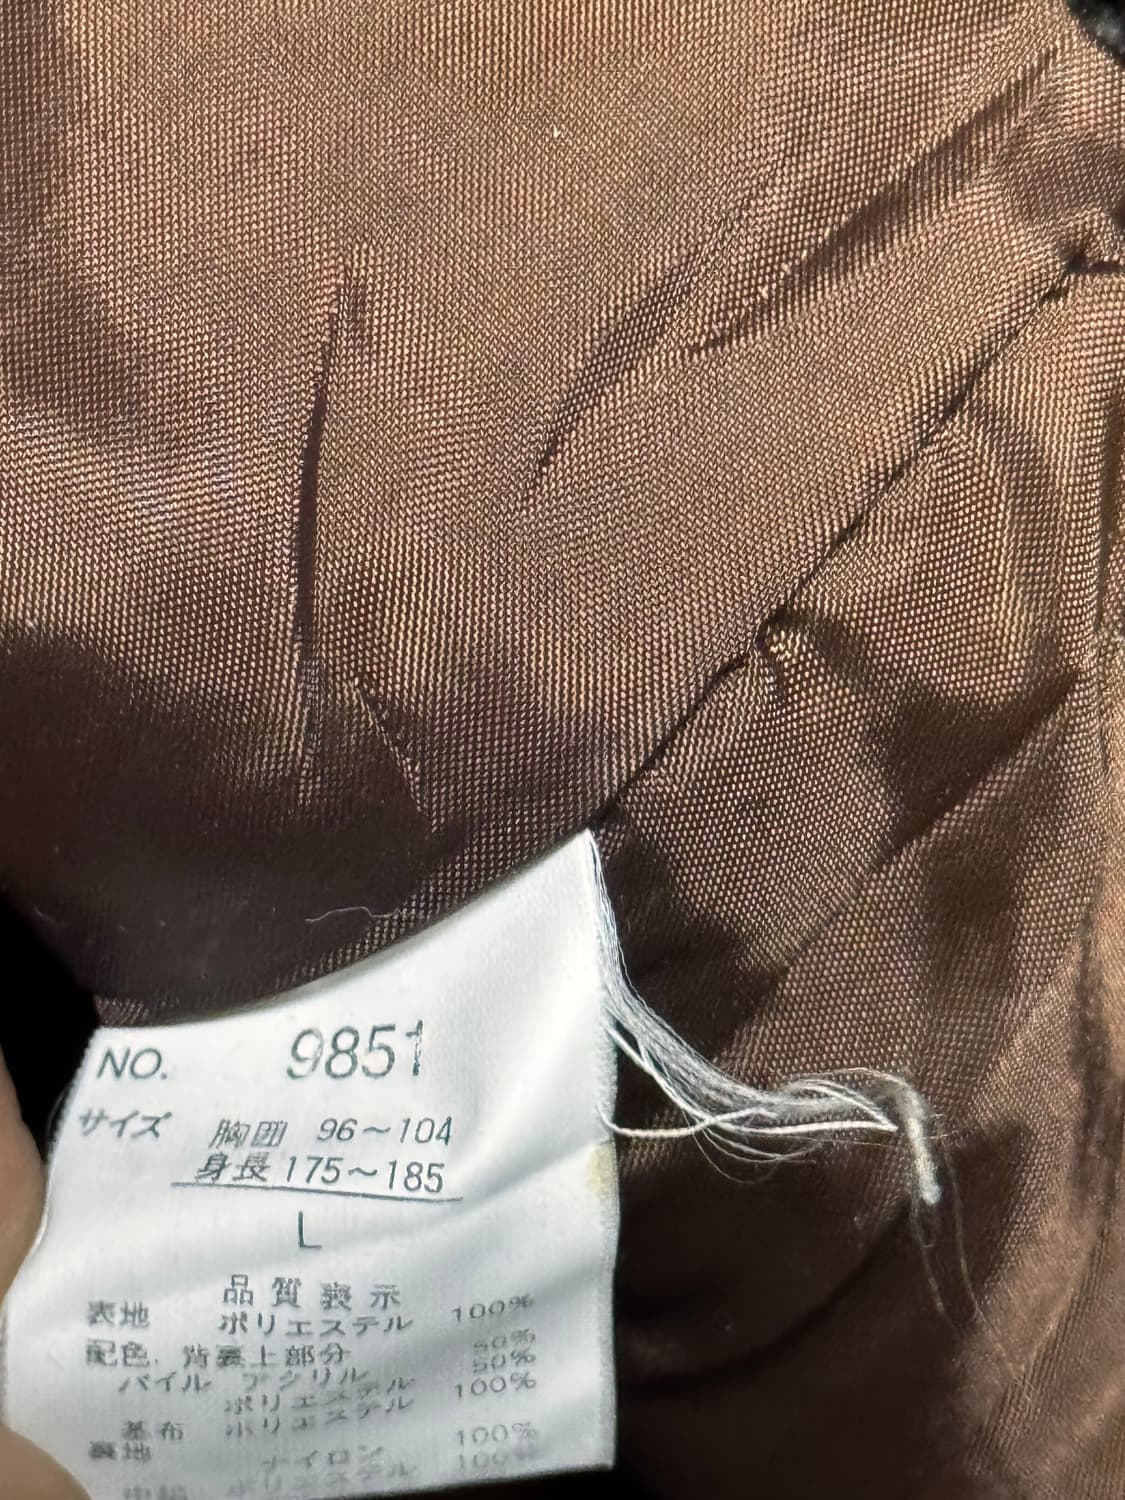 NO. 9851
サイズ 胸囲 96～104
身長 175～185
L
品質表示
表地 ポリエステル 100%
配色, 背裏上部分
パイル アクリル 50%
ポリエステル 50%
基布 ポリエステル 100%
裏地 ナイロン 100%
中綿 ポリエステル 100%